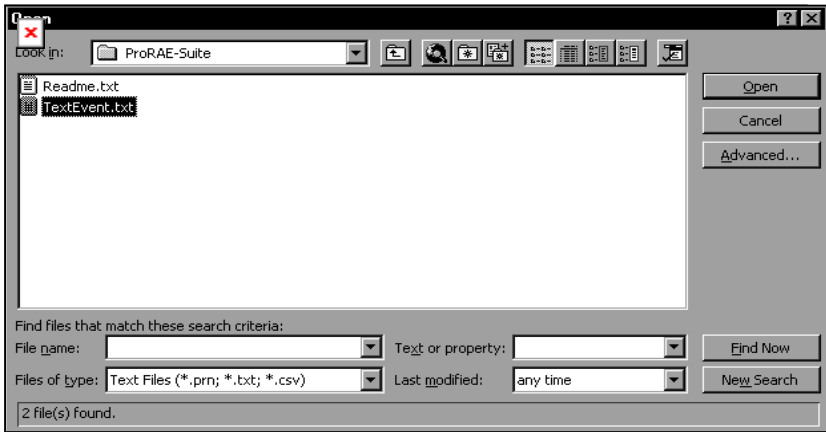 Open
Look in: ProRAE-Suite
Readme.txt
TextEvent.txt
Open
Cancel
Advanced...
Find files that match these search criteria:
File name: Text or property: Find Now
Files of type: Text Files (*.prn; *.txt; *.csv) Last modified: any time New Search
2 file(s) found.